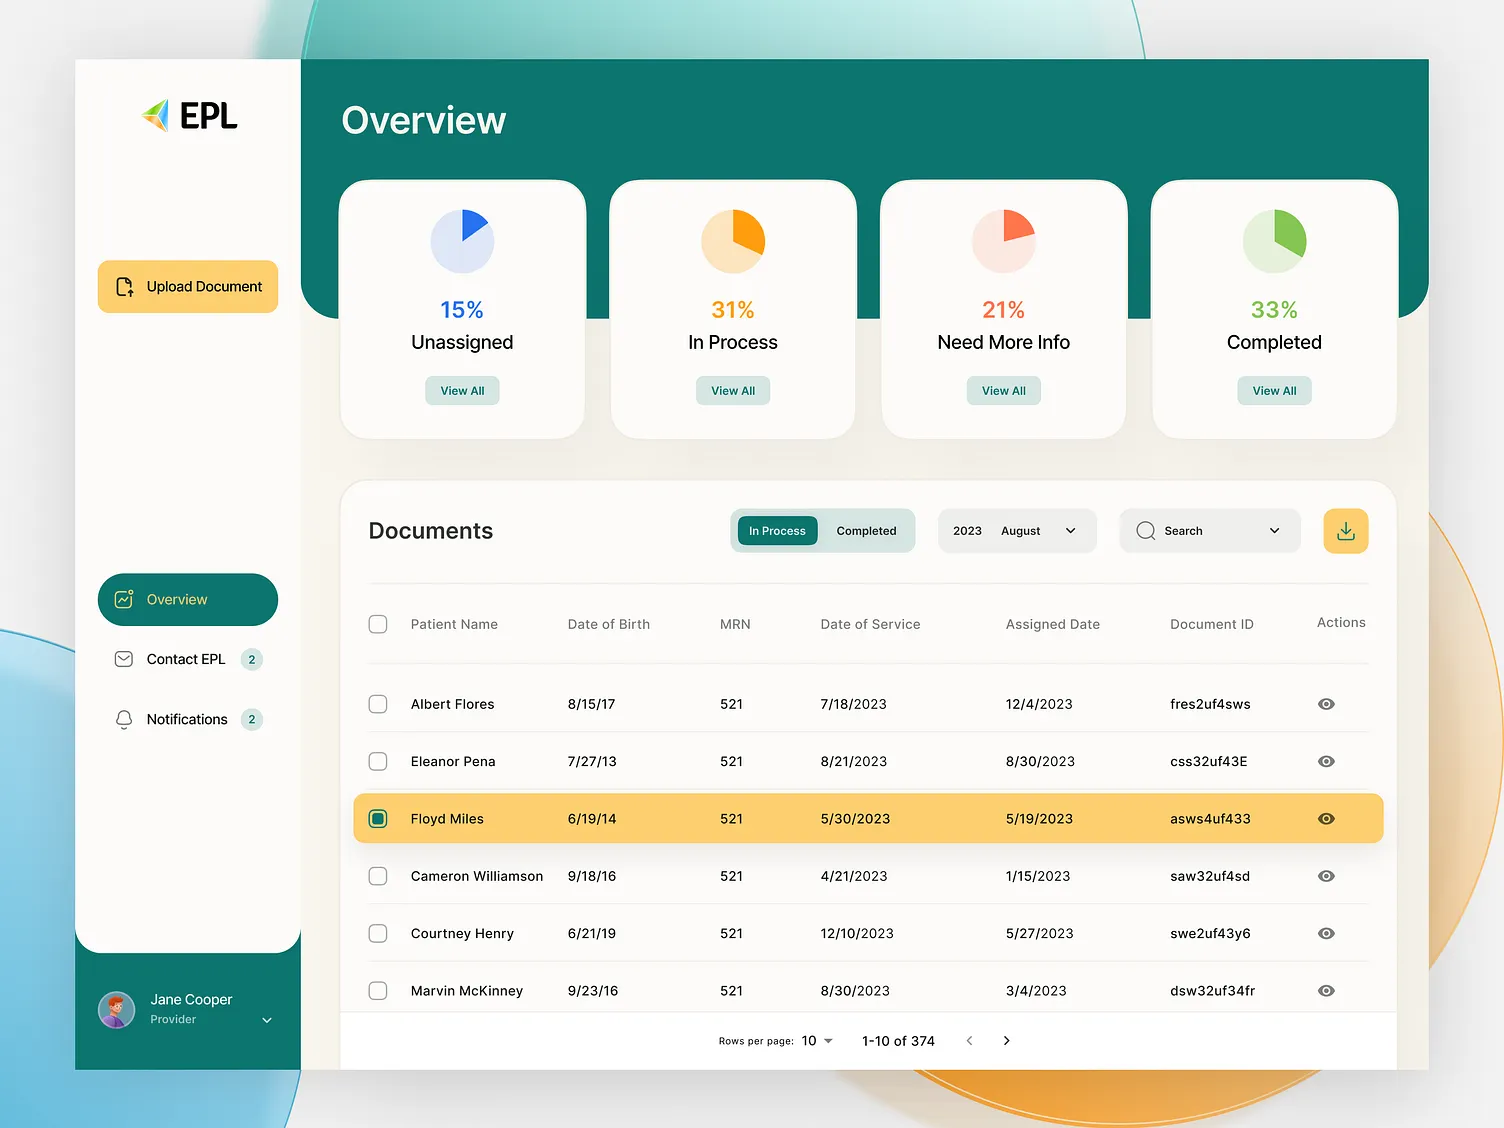 EPL
Upload Document
Overview
Contact EPL 2
Notifications 2
Jane Cooper
Provider
Overview
15%
Unassigned
View All
31%
In Process
View All
21%
Need More Info
View All
33%
Completed
View All
Documents
In Process Completed
2023 August
Search
Patient Name Date of Birth MRN Date of Service Assigned Date Document ID Actions
Albert Flores 8/15/17 521 7/18/2023 12/4/2023 fres2uf4sws
Eleanor Pena 7/27/13 521 8/21/2023 8/30/2023 css32uf43E
Floyd Miles 6/19/14 521 5/30/2023 5/19/2023 asws4uf433
Cameron Williamson 9/18/16 521 4/21/2023 1/15/2023 saw32uf4sd
Courtney Henry 6/21/19 521 12/10/2023 5/27/2023 swe2uf43y6
Marvin McKinney 9/23/16 521 8/30/2023 3/4/2023 dsw32uf34fr
Rows per page: 10 1-10 of 374